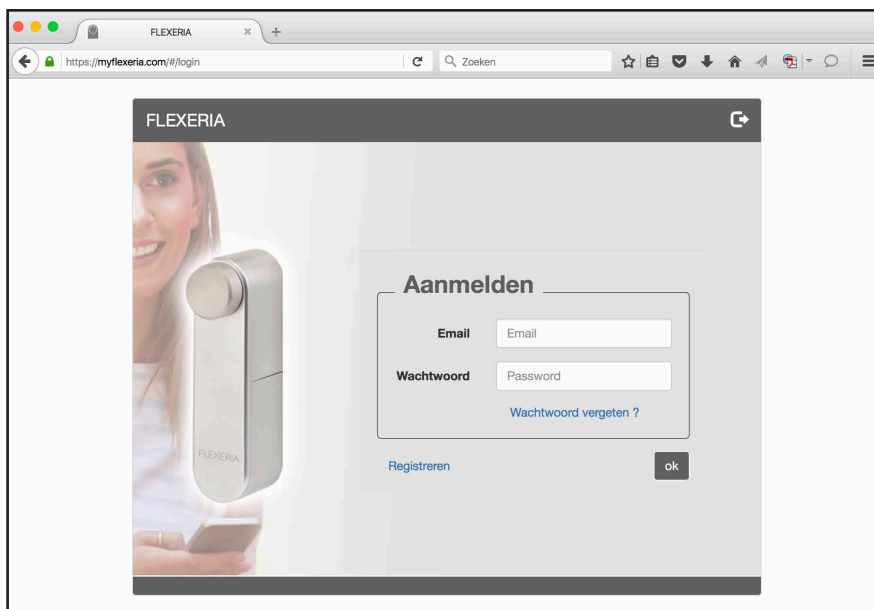 FLEXERIA
https://myflexeria.com/#/login
Zoeken
FLEXERIA
Aanmelden
Email Email
Wachtwoord Password
Wachtwoord vergeten ?
FLEXERIA
Registreren ok